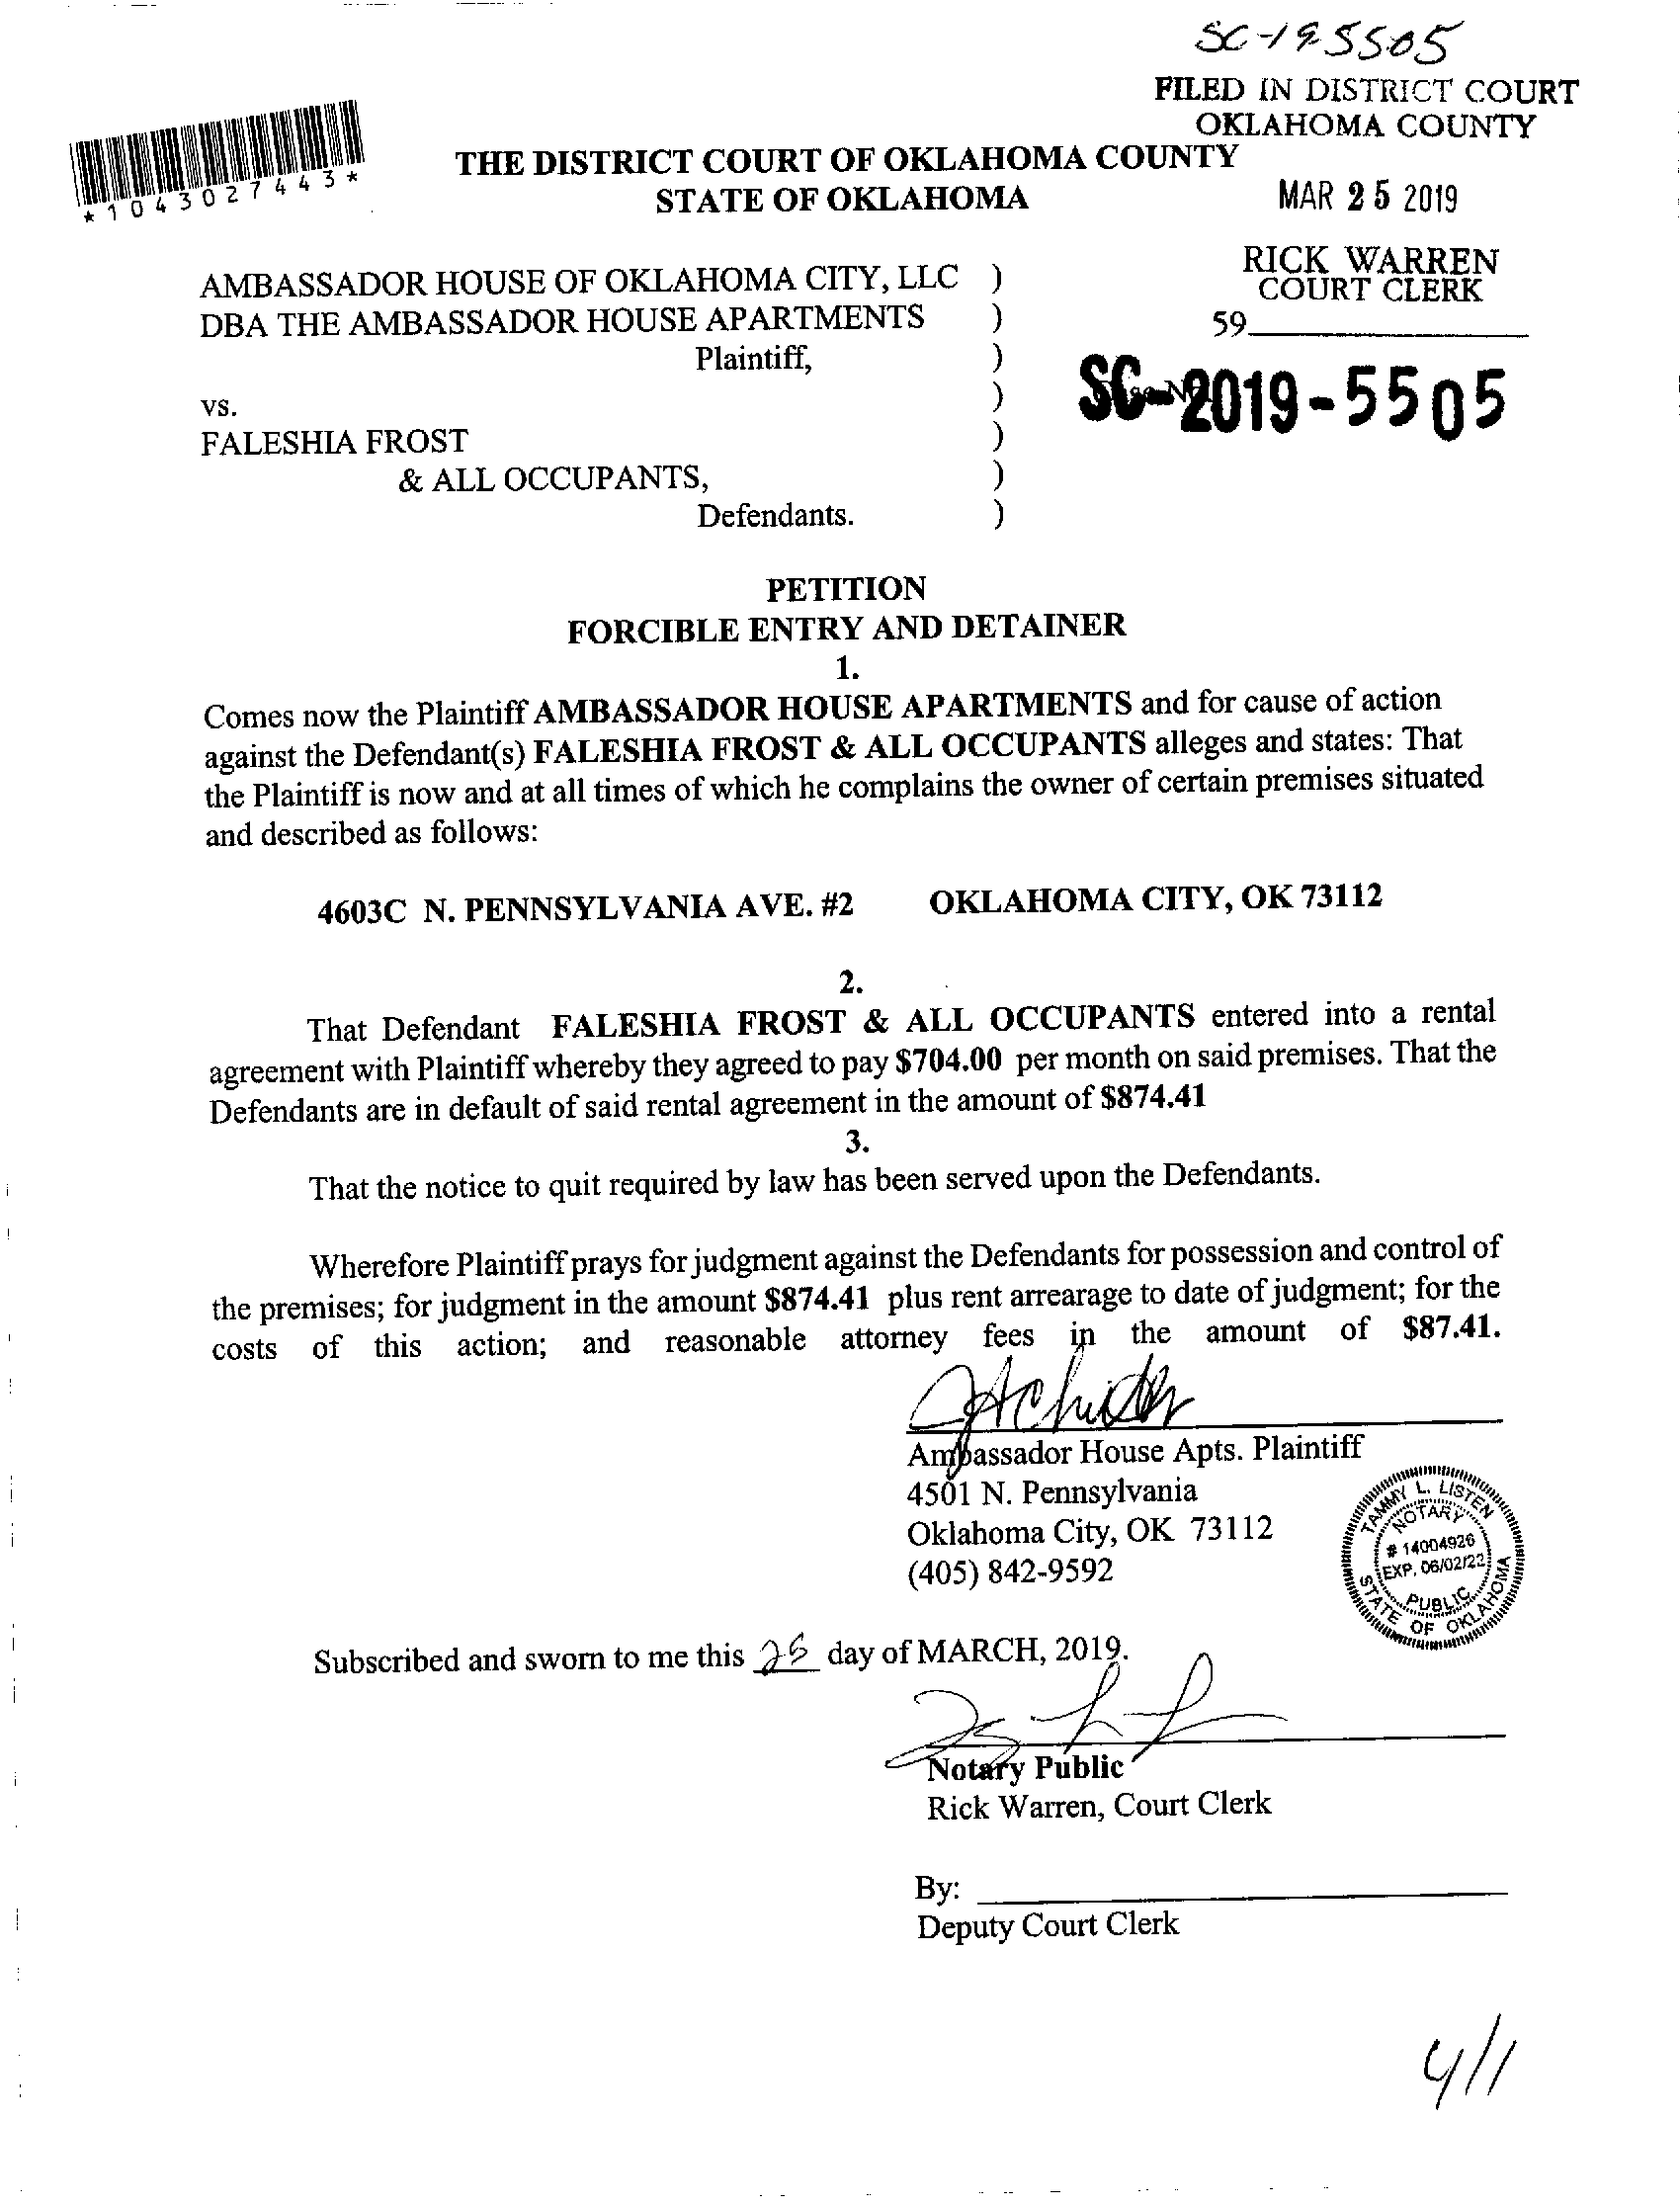 SC-195505
FILED IN DISTRICT COURT
OKLAHOMA COUNTY
*1043027443*
THE DISTRICT COURT OF OKLAHOMA COUNTY
STATE OF OKLAHOMA
MAR 25 2019
RICK WARREN
COURT CLERK
59
AMBASSADOR HOUSE OF OKLAHOMA CITY, LLC )
DBA THE AMBASSADOR HOUSE APARTMENTS )
Plaintiff, )
SC-2019-5505
vs. )
FALESHIA FROST )
& ALL OCCUPANTS, )
Defendants. )
PETITION
FORCIBLE ENTRY AND DETAINER
1.
Comes now the Plaintiff AMBASSADOR HOUSE APARTMENTS and for cause of action
against the Defendant(s) FALESHIA FROST & ALL OCCUPANTS alleges and states: That
the Plaintiff is now and at all times of which he complains the owner of certain premises situated
and described as follows:
4603C N. PENNSYLVANIA AVE. #2 OKLAHOMA CITY, OK 73112
2.
That Defendant FALESHIA FROST & ALL OCCUPANTS entered into a rental
agreement with Plaintiff whereby they agreed to pay $704.00 per month on said premises. That the
Defendants are in default of said rental agreement in the amount of $874.41
3.
That the notice to quit required by law has been served upon the Defendants.
Wherefore Plaintiff prays for judgment against the Defendants for possession and control of
the premises; for judgment in the amount $874.41 plus rent arrearage to date of judgment; for the
costs of this action; and reasonable attorney fees in the amount of $87.41.
Ambassador House Apts. Plaintiff
4501 N. Pennsylvania
Oklahoma City, OK 73112
(405) 842-9592
TAMMY L. LISTEN
NOTARY
# 14004926
EXP. 06/02/22
PUBLIC
STATE OF OKLAHOMA
Subscribed and sworn to me this 25 day of MARCH, 2019.
Notary Public
Rick Warren, Court Clerk
By:
Deputy Court Clerk
4/1